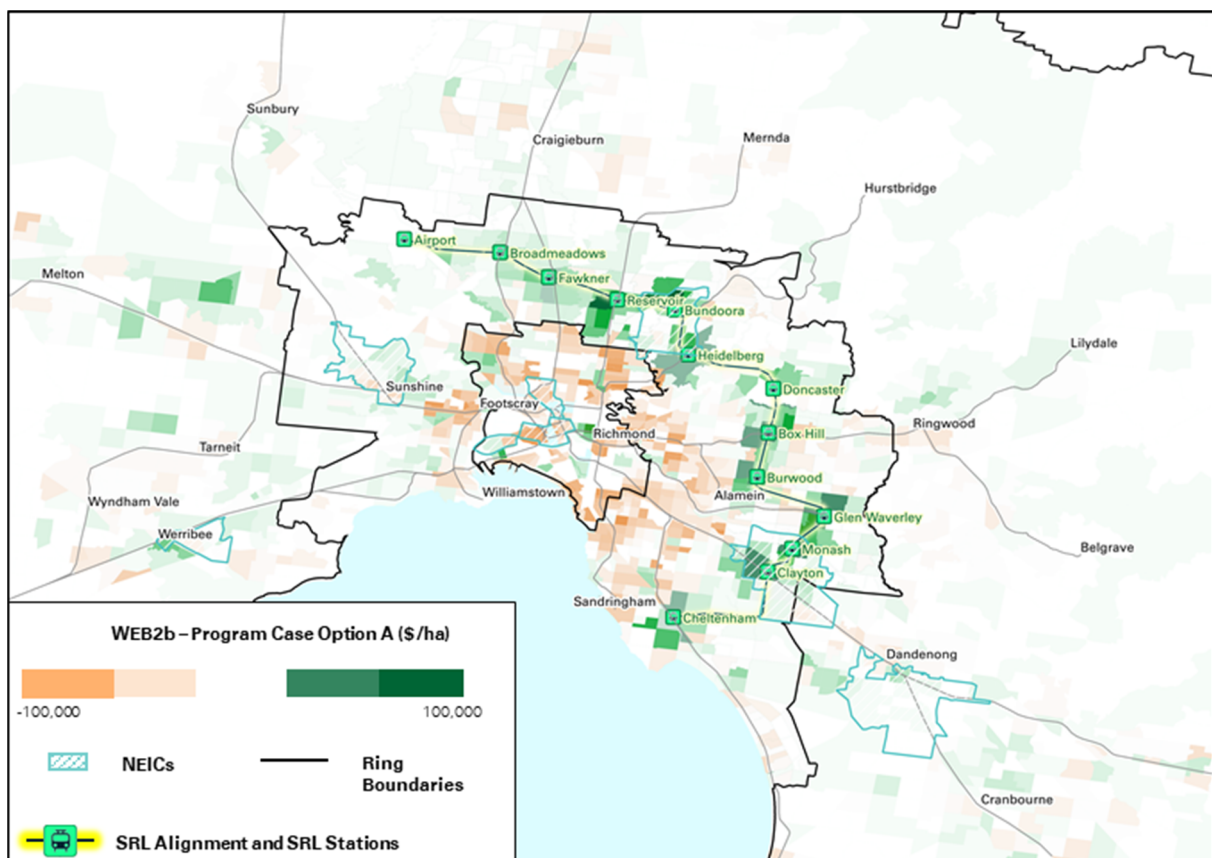 Sunbury
Craigieburn
Mernda
Hurstbridge
Airport
Broadmeadows
Melton
Fawkner
Reservoir
Bundoora
Lilydale
Heidelberg
Sunshine
Doncaster
Footscray
Ringwood
Richmond
Box Hill
Tarneit
Burwood
Williamstown
Alamein
Wyndham Vale
Glen Waverley
Werribee
Monash
Belgrave
Clayton
Sandringham
Cheltenham
Dandenong
Cranbourne
WEB2b – Program Case Option A ($/ha)
-100,000
100,000
NEICs
Ring
Boundaries
SRL Alignment and SRL Stations